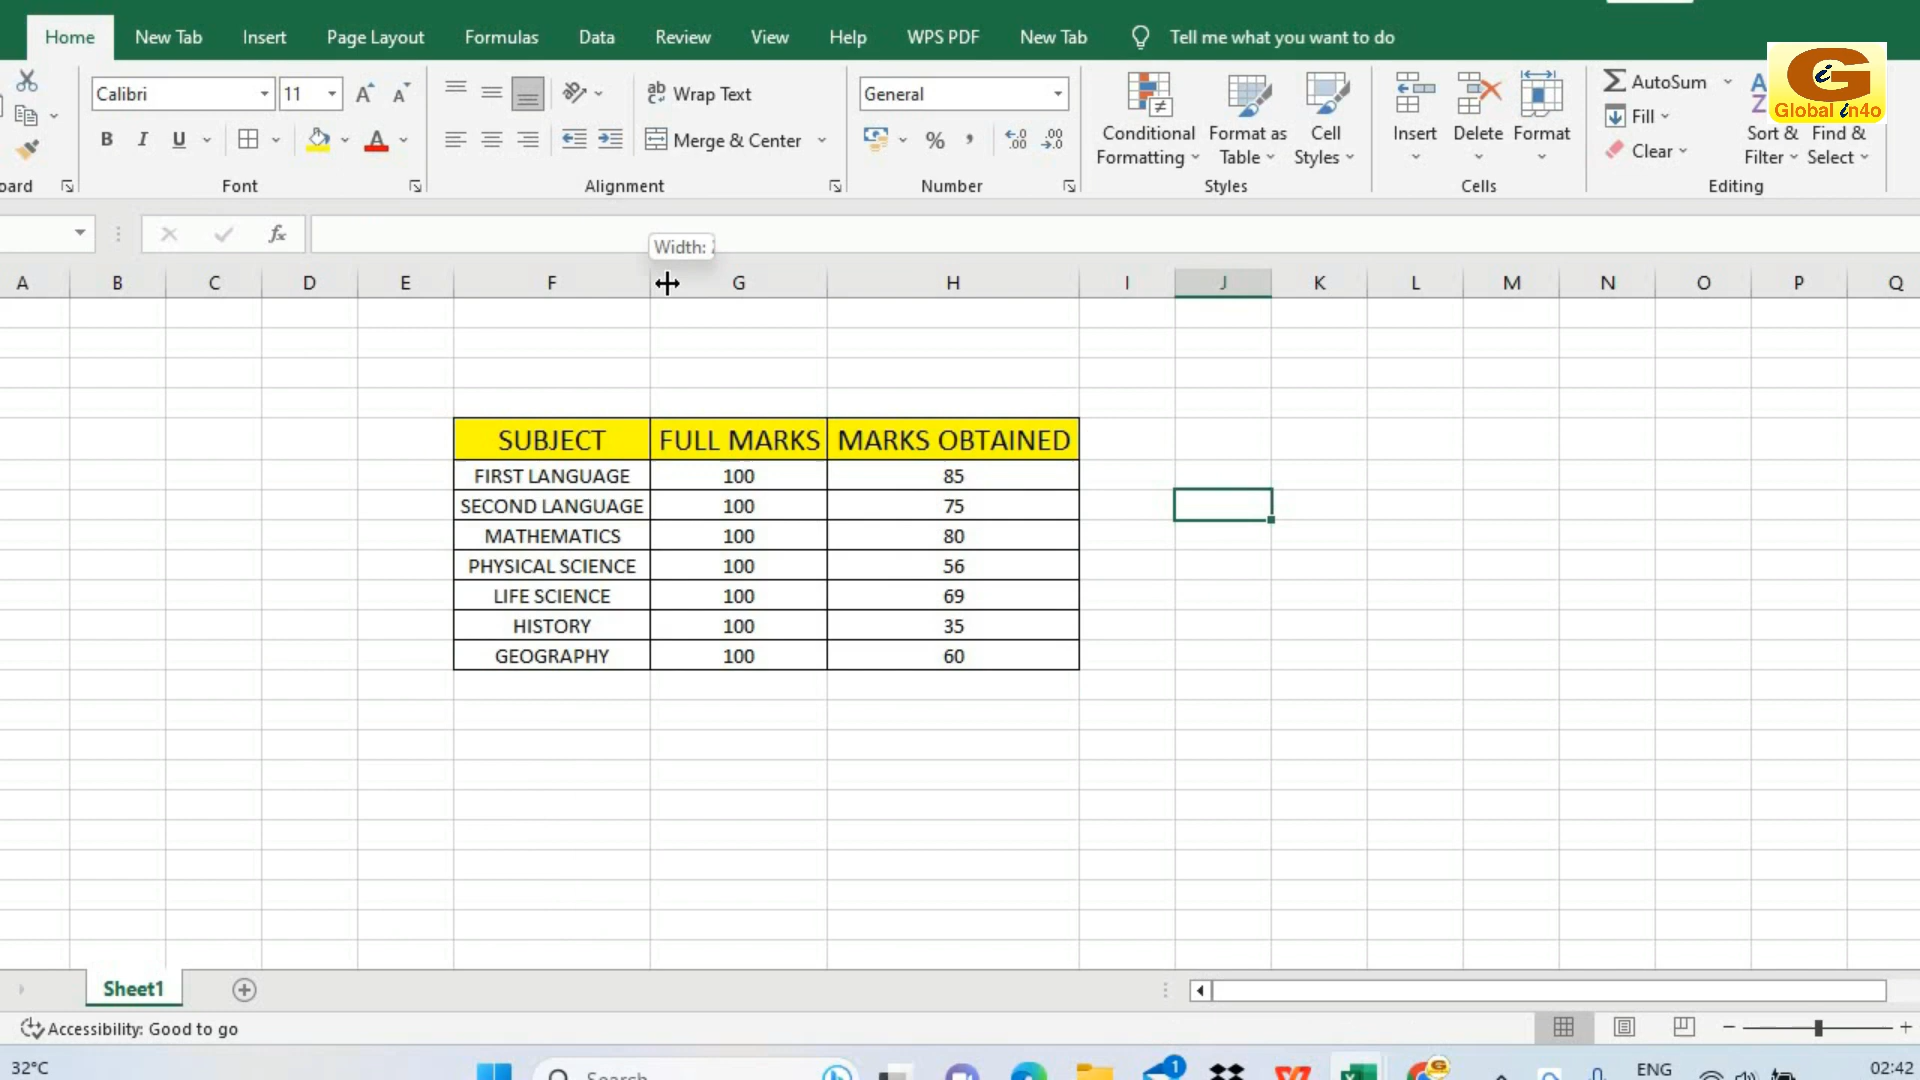 Home New Tab Insert Page Layout Formulas Data Review View Help WPS PDF New Tab Tell me what you want to do
Calibri 11 Wrap Text General AutoSum
Global in4o
Fill
B I U Merge & Center % , Conditional Formatting Format as Table Cell Styles Insert Delete Format Sort & Filter Find & Select
Clear
Font Alignment Number Styles Cells Editing
fx
Width:
A B C D E F G H I J K L M N O P Q
SUBJECT FULL MARKS MARKS OBTAINED
FIRST LANGUAGE 100 85
SECOND LANGUAGE 100 75
MATHEMATICS 100 80
PHYSICAL SCIENCE 100 56
LIFE SCIENCE 100 69
HISTORY 100 35
GEOGRAPHY 100 60
Sheet1
Accessibility: Good to go
32°C Search 1 ENG 02:42